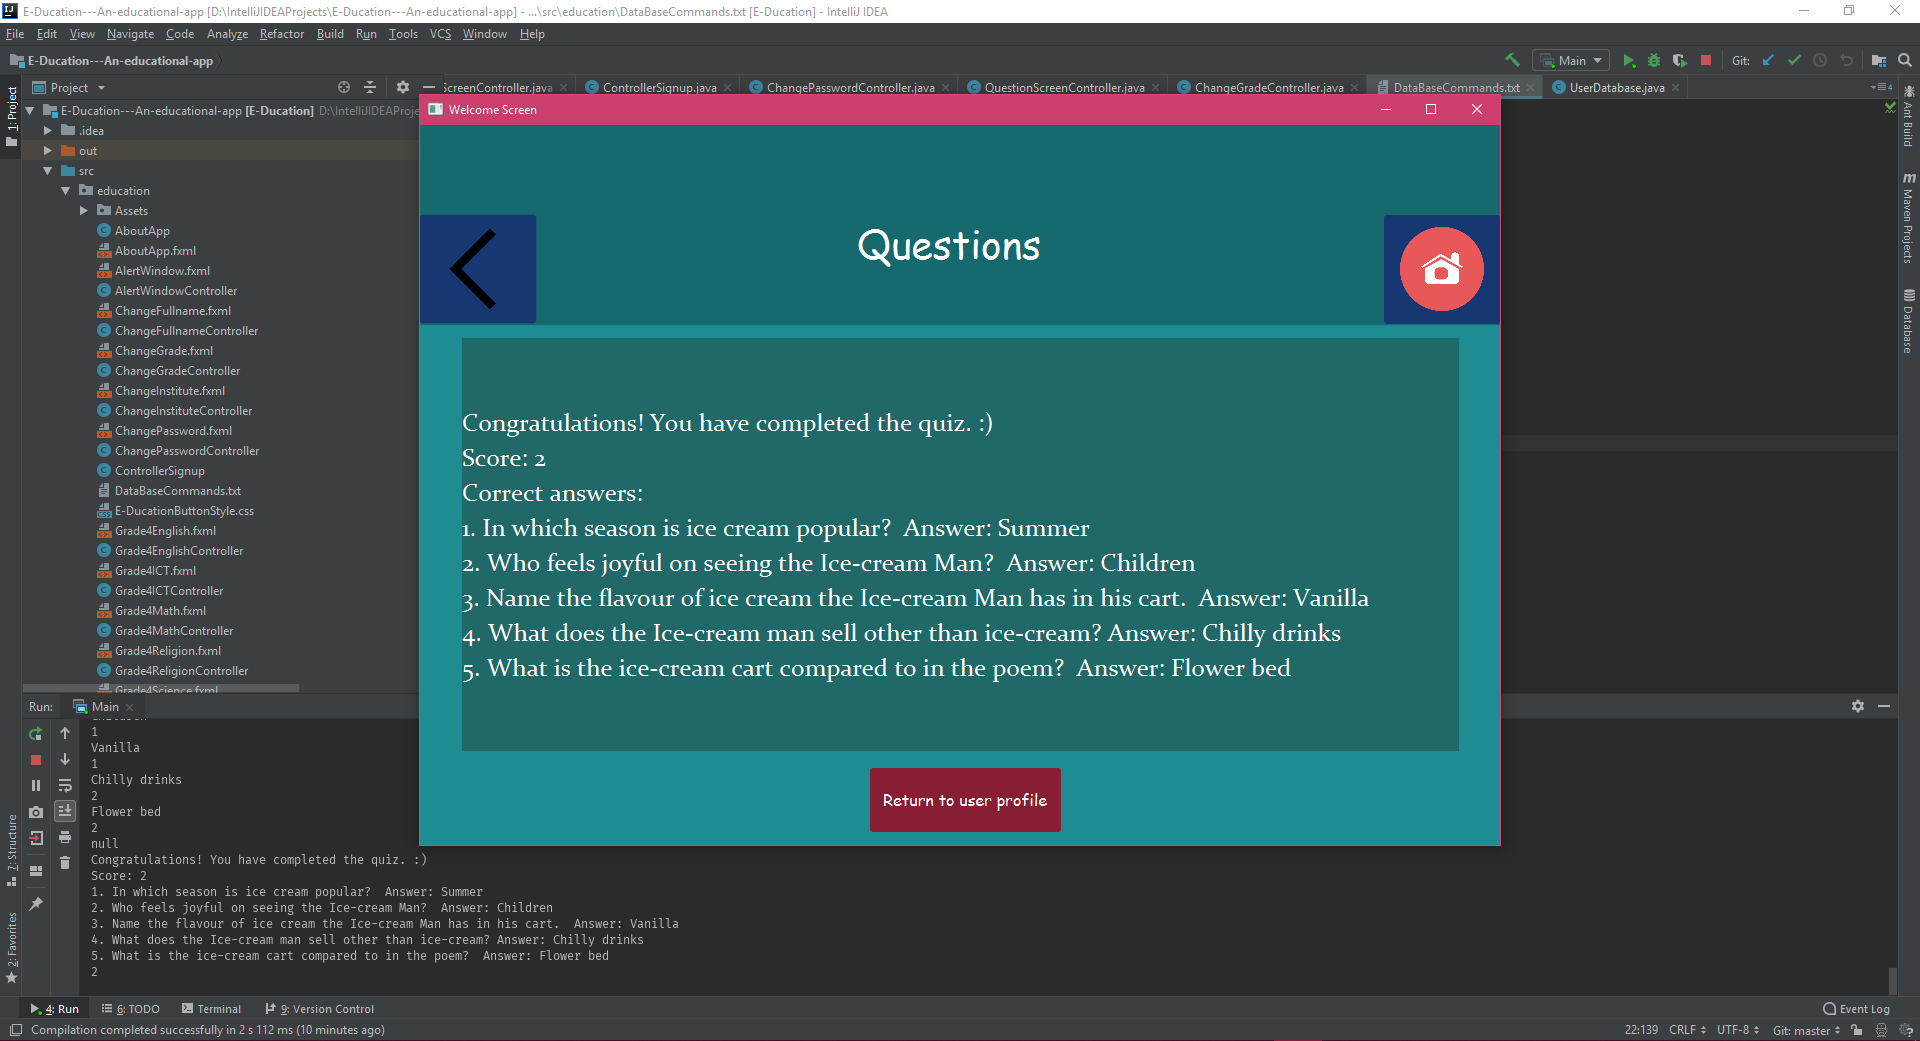 E-Ducation---An-educational-app [D:\IntelliJIDEAProjects\E-Ducation---An-educational-app] - ...\src\education\DataBaseCommands.txt [E-Ducation] - IntelliJ IDEA
File Edit View Navigate Code Analyze Refactor Build Run Tools VCS Window Help
E-Ducation---An-educational-app
Main
Git:
Project
ScreenController.java
ControllerSignup.java
ChangePasswordController.java
QuestionScreenController.java
ChangeGradeController.java
DataBaseCommands.txt
UserDatabase.java
1: Project
E-Ducation---An-educational-app [E-Ducation] D:\IntelliJIDEAProje
.idea
out
src
education
Assets
AboutApp
AboutApp.fxml
AlertWindow.fxml
AlertWindowController
ChangeFullname.fxml
ChangeFullnameController
ChangeGrade.fxml
ChangeGradeController
ChangeInstitute.fxml
ChangeInstituteController
ChangePassword.fxml
ChangePasswordController
ControllerSignup
DataBaseCommands.txt
E-DucationButtonStyle.css
Grade4English.fxml
Grade4EnglishController
Grade4ICT.fxml
Grade4ICTController
Grade4Math.fxml
Grade4MathController
Grade4Religion.fxml
Grade4ReligionController
Grade4Science.fxml
Welcome Screen
Questions
Congratulations! You have completed the quiz. :)
Score: 2
Correct answers:
1. In which season is ice cream popular?  Answer: Summer
2. Who feels joyful on seeing the Ice-cream Man?  Answer: Children
3. Name the flavour of ice cream the Ice-cream Man has in his cart.  Answer: Vanilla
4. What does the Ice-cream man sell other than ice-cream? Answer: Chilly drinks
5. What is the ice-cream cart compared to in the poem?  Answer: Flower bed
Return to user profile
Ant Build
Maven Projects
Database
Run: Main
1
Vanilla
1
Chilly drinks
2
Flower bed
2
null
Congratulations! You have completed the quiz. :)
Score: 2
1. In which season is ice cream popular?  Answer: Summer
2. Who feels joyful on seeing the Ice-cream Man?  Answer: Children
3. Name the flavour of ice cream the Ice-cream Man has in his cart.  Answer: Vanilla
4. What does the Ice-cream man sell other than ice-cream? Answer: Chilly drinks
5. What is the ice-cream cart compared to in the poem?  Answer: Flower bed
2
7: Structure
2: Favorites
4: Run 6: TODO Terminal 9: Version Control Event Log
Compilation completed successfully in 2 s 112 ms (10 minutes ago) 22:139 CRLF UTF-8 Git: master